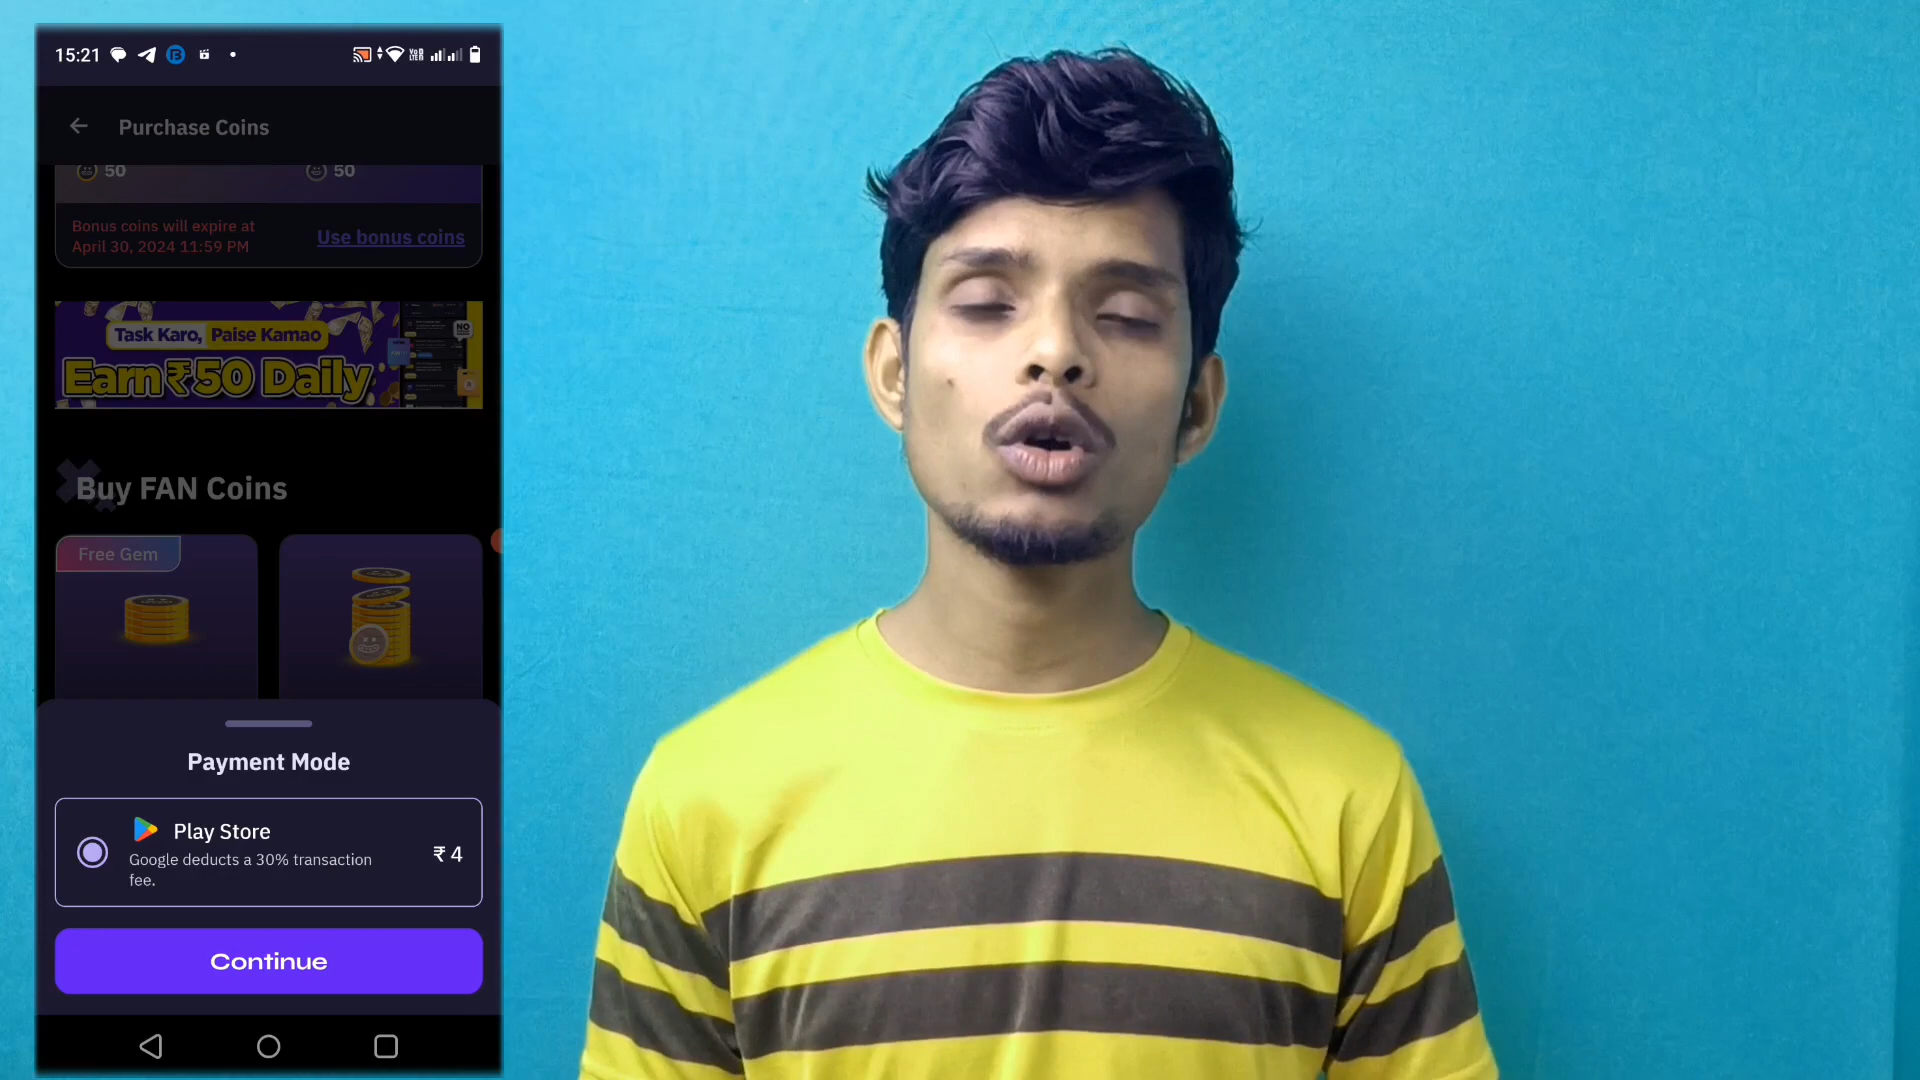 15:21
Purchase Coins
50 50
Bonus coins will expire at
April 30, 2024 11:59 PM
Use bonus coins
Task Karo, Paise Kamao
Earn ₹50 Daily
NO
Buy FAN Coins
Free Gem
Payment Mode
Play Store
Google deducts a 30% transaction
fee.
₹ 4
Continue